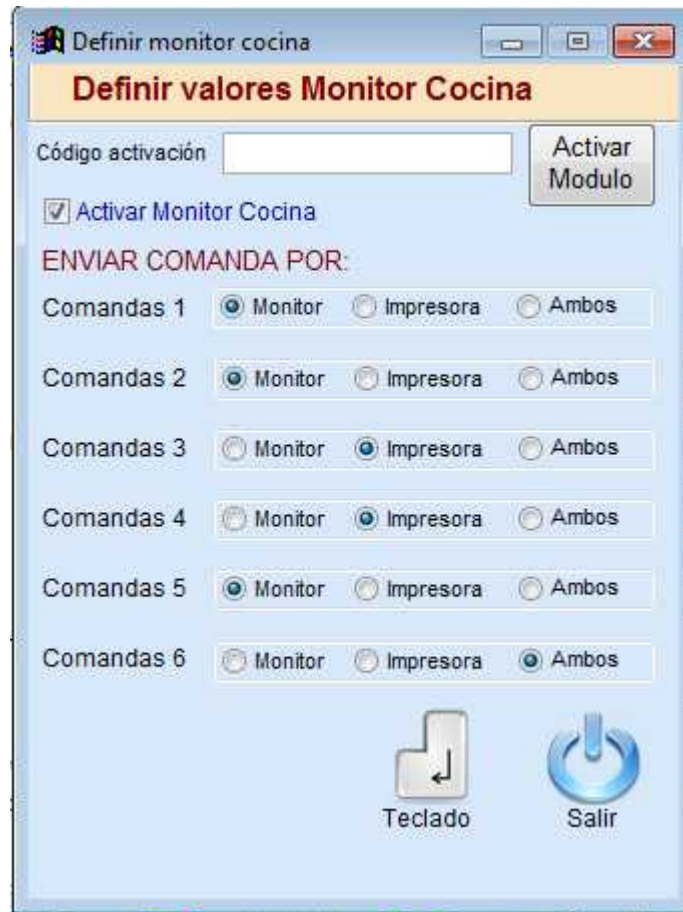 Definir monitor cocina
Definir valores Monitor Cocina
Código activación
Activar
Modulo
Activar Monitor Cocina
ENVIAR COMANDA POR:
Comandas 1 Monitor Impresora Ambos
Comandas 2 Monitor Impresora Ambos
Comandas 3 Monitor Impresora Ambos
Comandas 4 Monitor Impresora Ambos
Comandas 5 Monitor Impresora Ambos
Comandas 6 Monitor Impresora Ambos
Teclado Salir